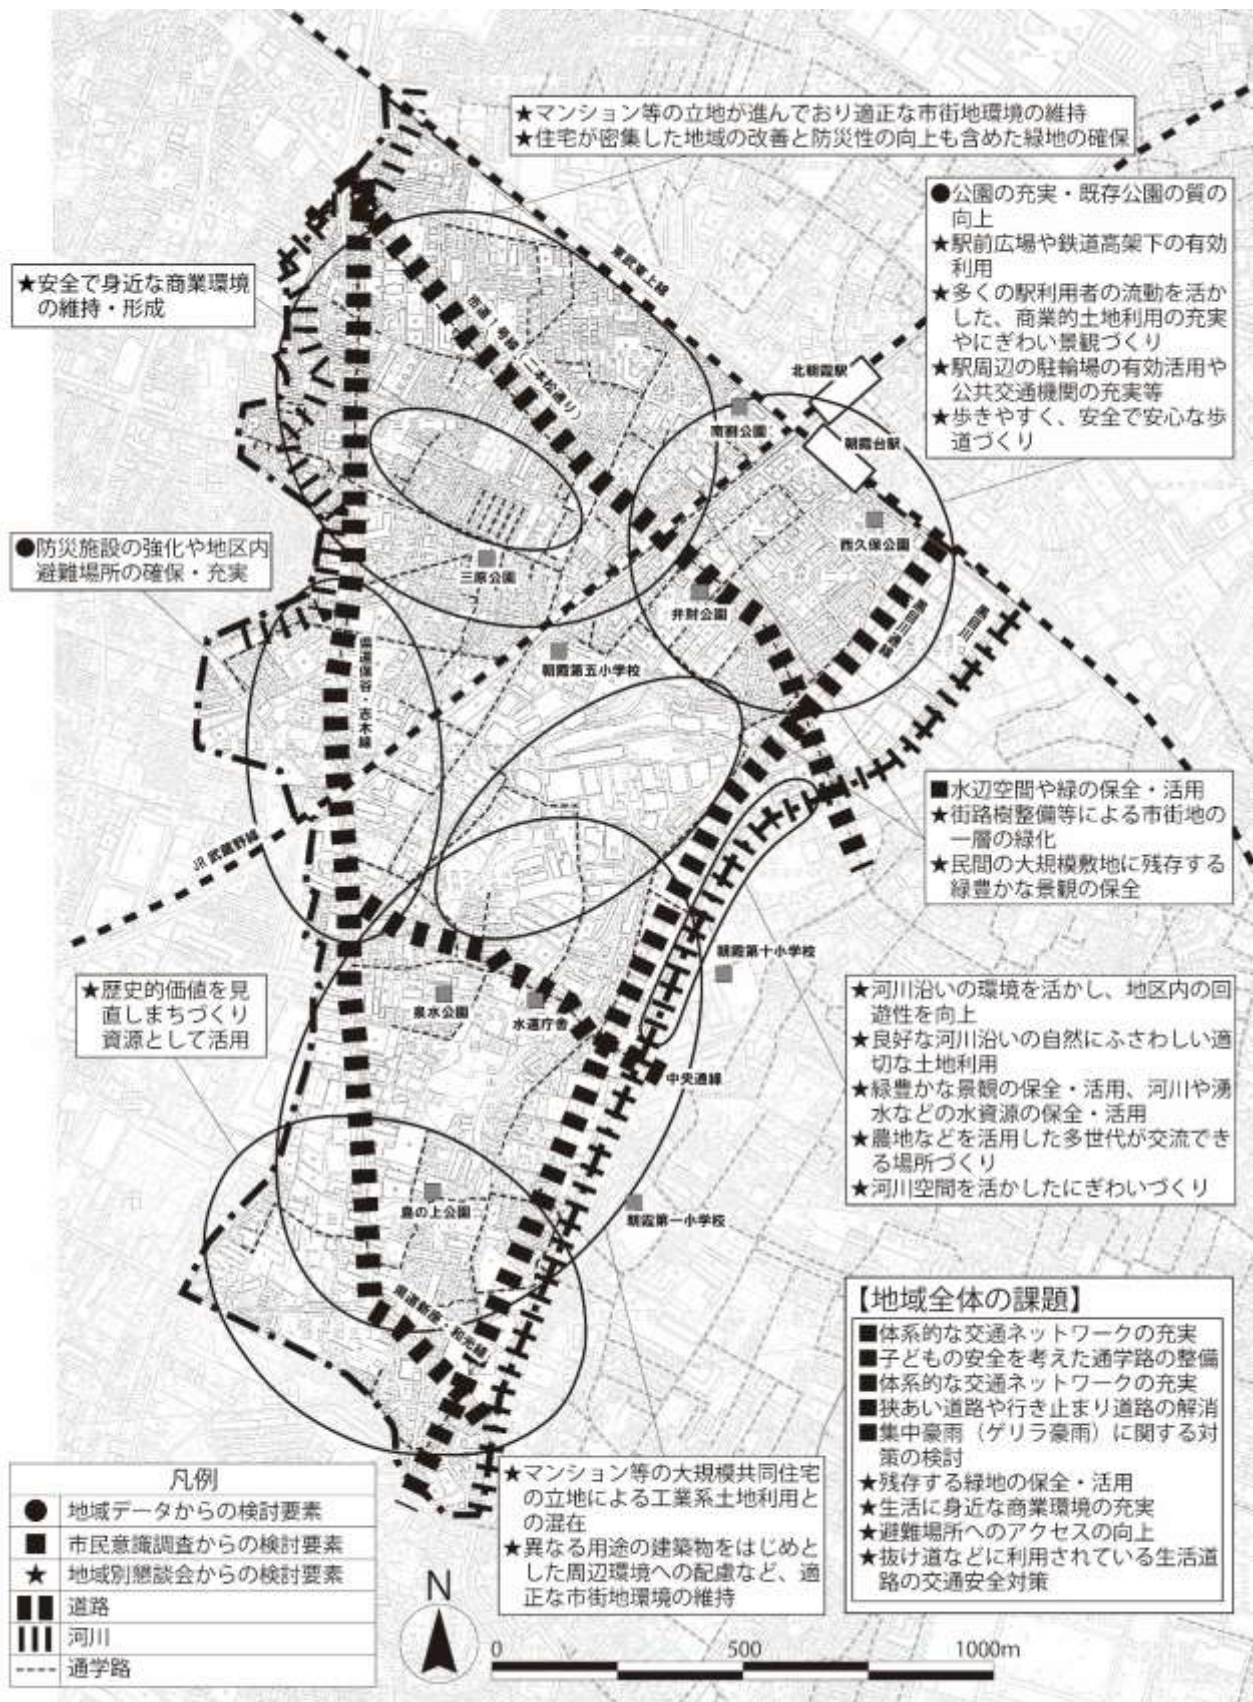 ★マンション等の立地が進んでおり適正な市街地環境の維持
★住宅が密集した地域の改善と防災性の向上も含めた緑地の確保
●公園の充実・既存公園の質の
向上
★駅前広場や鉄道高架下の有効
利用
★多くの駅利用者の流動を活か
した、商業的土地利用の充実
やにぎわい景観づくり
★駅周辺の駐輪場の有効活用や
公共交通機関の充実等
★歩きやすく、安全で安心な歩
道づくり
★安全で身近な商業環境
の維持・形成
東武東上線
市道1号線(二本松通り)
北朝霞駅
南割公園
朝霞台駅
西久保公園
●防災施設の強化や地区内
避難場所の確保・充実
三原公園
弁財公園
黒目川通線
黒目川
朝霞第五小学校
県道保谷・志木線
JR武蔵野線
■水辺空間や緑の保全・活用
★街路樹整備等による市街地の
一層の緑化
★民間の大規模敷地に残存する
緑豊かな景観の保全
朝霞第十小学校
★歴史的価値を見
直しまちづくり
資源として活用
泉水公園
水道庁舎
中央通線
★河川沿いの環境を活かし、地区内の回
遊性を向上
★良好な河川沿いの自然にふさわしい適
切な土地利用
★緑豊かな景観の保全・活用、河川や湧
水などの水資源の保全・活用
★農地などを活用した多世代が交流でき
る場所づくり
★河川空間を活かしたにぎわいづくり
島の上公園
朝霞第一小学校
県道新座・和光線
【地域全体の課題】
■体系的な交通ネットワークの充実
■子どもの安全を考えた通学路の整備
■体系的な交通ネットワークの充実
■狭あい道路や行き止まり道路の解消
■集中豪雨（ゲリラ豪雨）に関する対
策の検討
★残存する緑地の保全・活用
★生活に身近な商業環境の充実
★避難場所へのアクセスの向上
★抜け道などに利用されている生活道
路の交通安全対策
★マンション等の大規模共同住宅
の立地による工業系土地利用と
の混在
★異なる用途の建築物をはじめと
した周辺環境への配慮など、適
正な市街地環境の維持
凡例
● 地域データからの検討要素
■ 市民意識調査からの検討要素
★ 地域別懇談会からの検討要素
道路
河川
通学路
N
0 500 1000m